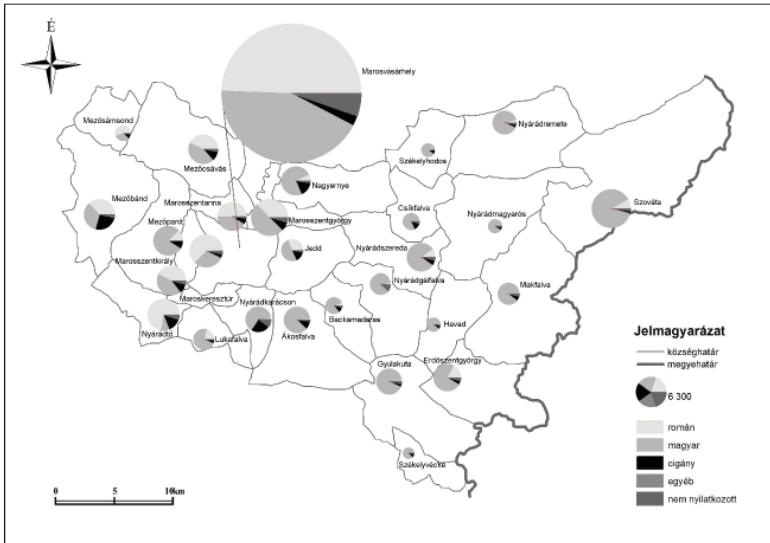 É
Marosvásárhely
Mezősámsond
Nyárádremete
Székelyhodos
Mezőcsávás
Nagyernye
Mezőbánd
Marosszentanna
Mezőpanit
Marosszentgyörgy
Csíkfalva
Nyárádmagyarós
Szováta
Marosszentkirály
Jedd
Nyárádszereda
Nyárádgálfalva
Makfalva
Maroskeresztúr
Nyárádtő
Nyárádkarácson
Backamadaras
Lukafalva
Ákosfalva
Havad
Gyulakuta
Erdőszentgyörgy
Székelyvécke
Jelmagyarázat
községhatár
megyehatár
6 300
román
magyar
cigány
egyéb
nem nyilatkozott
0 5 10km